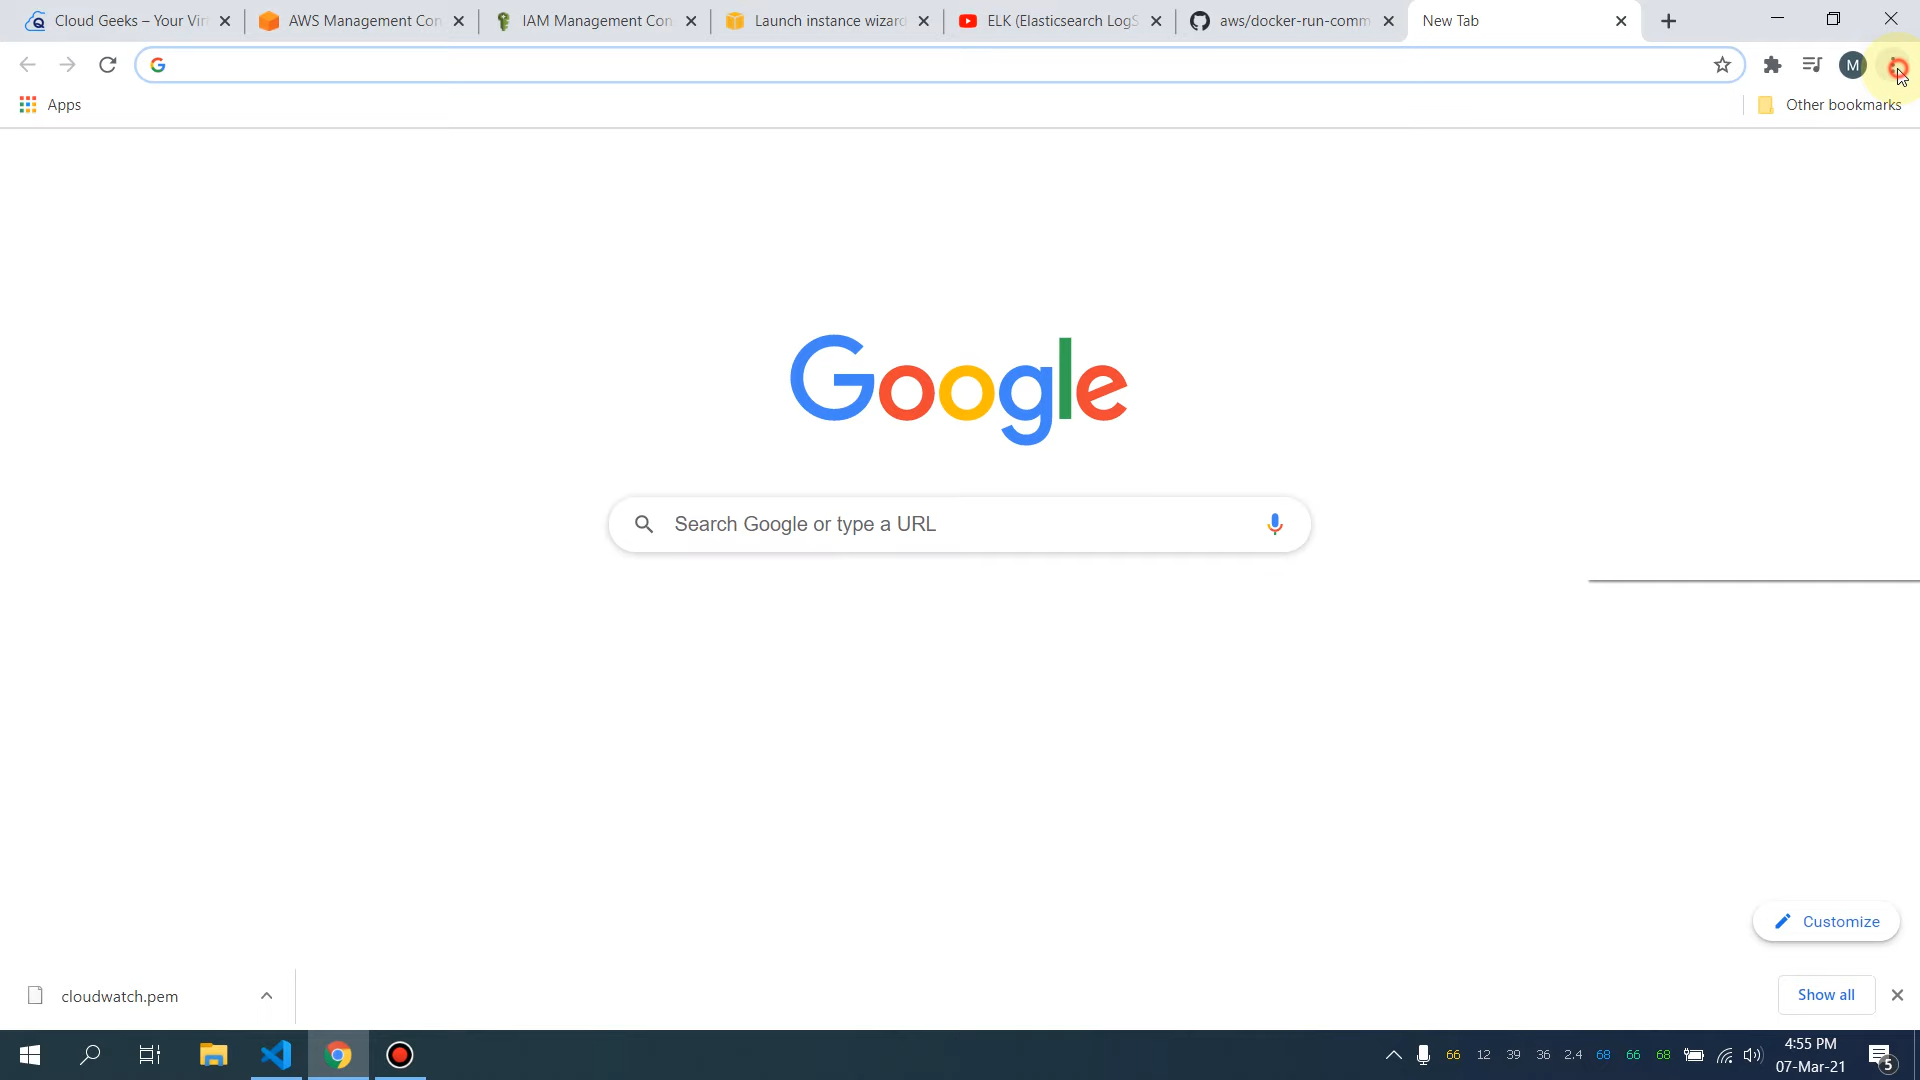 Cloud Geeks – Your Vir
AWS Management Con
IAM Management Con
Launch instance wizard
ELK (Elasticsearch LogS
aws/docker-run-comm
New Tab
M
Apps
Other bookmarks
Google
Search Google or type a URL
Customize
cloudwatch.pem
Show all
66 12 39 36 2.4 68 66 68
4:55 PM
07-Mar-21
5